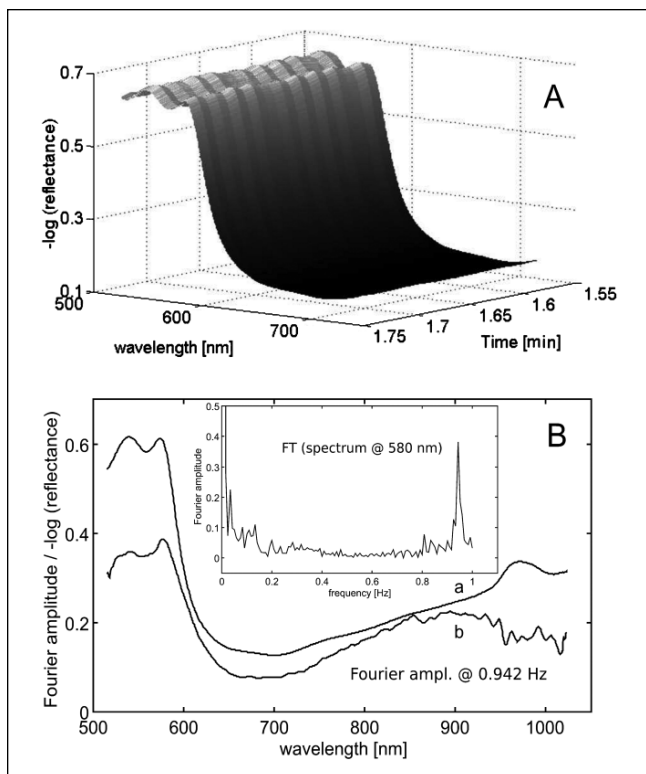 A
0.7
0.5
0.3
0.1
-log (reflectance)
500
600
700
wavelength [nm]
1.75
1.7
1.65
1.6
1.55
Time [min]
B
0.6
0.4
0.2
0
Fourier amplitude / -log (reflectance)
0.5
0.4
0.3
0.2
0.1
0
Fourier amplitude
FT (spectrum @ 580 nm)
0 0.2 0.4 0.6 0.8 1
frequency [Hz]
a
b
Fourier ampl. @ 0.942 Hz
500 600 700 800 900 1000
wavelength [nm]